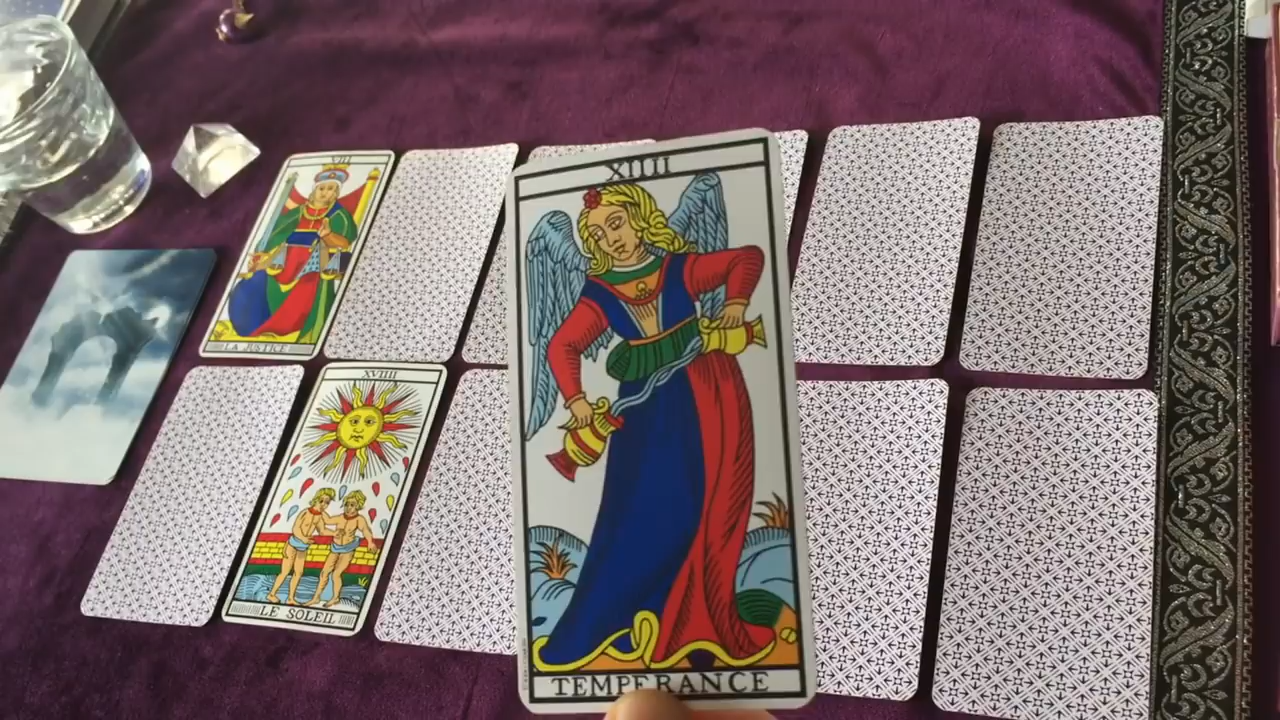 VIII
LA JUSTICE
XVIIII
LE SOLEIL
XIIII
TEMPERANCE